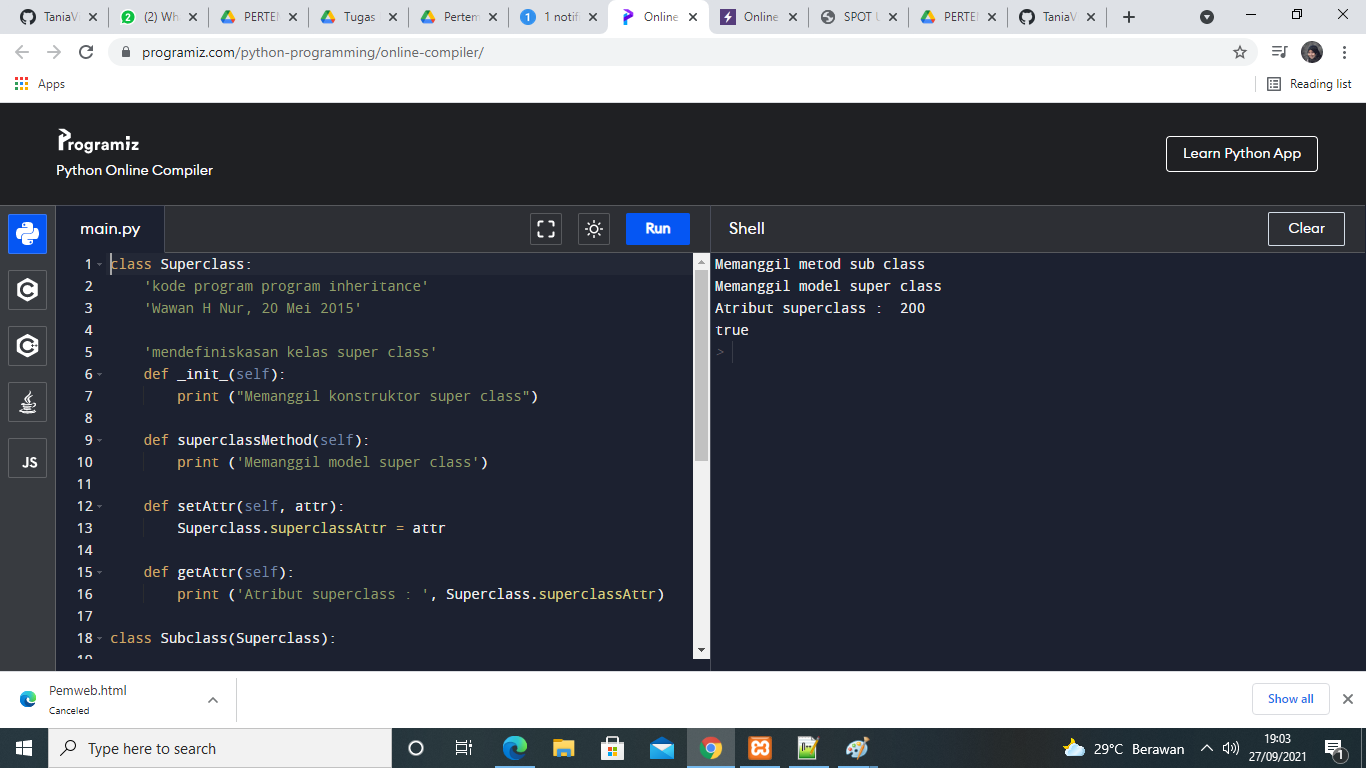 TaniaV
(2) Wh
PERTE
Tugas
Pertem
1 notif
Online
Online
SPOT U
PERTE
TaniaV
programiz.com/python-programming/online-compiler/
Apps
Reading list
Programiz
Python Online Compiler
Learn Python App
main.py
Run
Shell
Clear
1 class Superclass:
2 'kode program program inheritance'
3 'Wawan H Nur, 20 Mei 2015'
4
5 'mendefiniskasan kelas super class'
6 def _init_(self):
7 print ("Memanggil konstruktor super class")
8
9 def superclassMethod(self):
10 print ('Memanggil model super class')
11
12 def setAttr(self, attr):
13 Superclass.superclassAttr = attr
14
15 def getAttr(self):
16 print ('Atribut superclass : ', Superclass.superclassAttr)
17
18 class Subclass(Superclass):
Memanggil metod sub class
Memanggil model super class
Atribut superclass :  200
true
>
JS
Pemweb.html
Canceled
Show all
Type here to search
29°C Berawan
19:03
27/09/2021
1